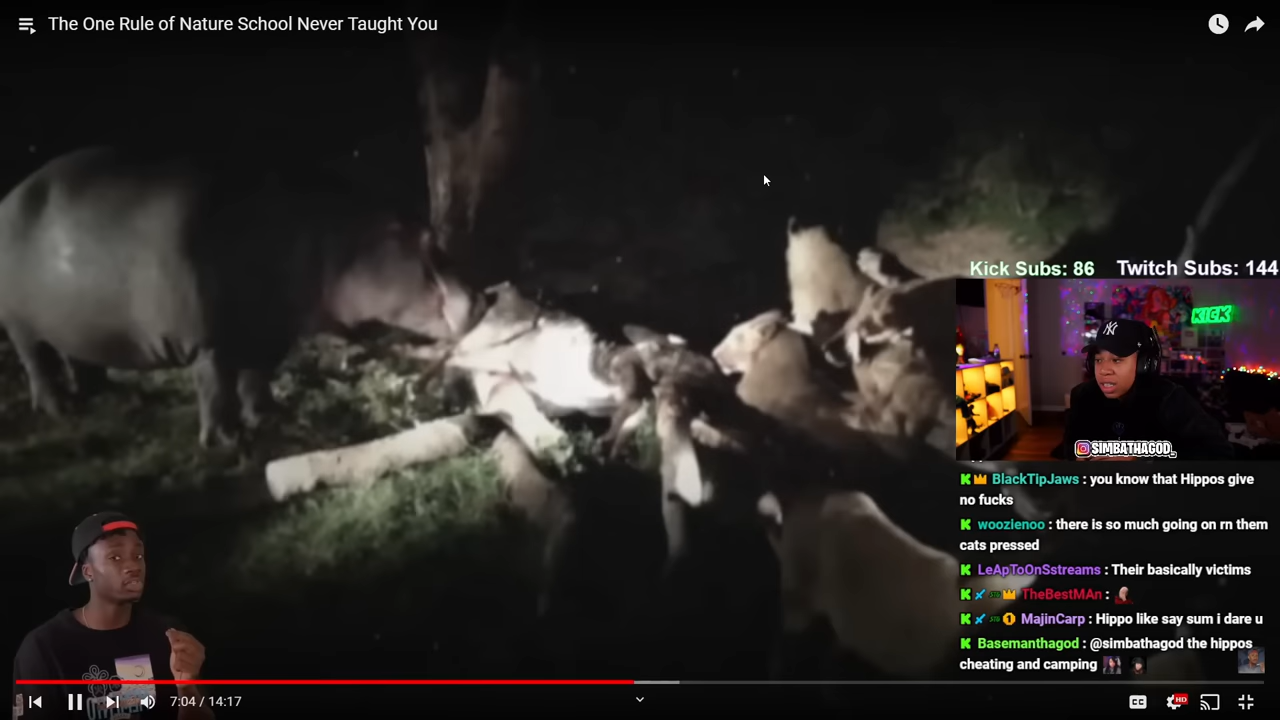 The One Rule of Nature School Never Taught You
Kick Subs: 86 Twitch Subs: 144
KICK
NY
SIMBATHAGOD_
BlackTipJaws : you know that Hippos give
no fucks
woozienoo : there is so much going on rn them
cats pressed
LeApToOnSstreams : Their basically victims
TheBestMAn :
MajinCarp : Hippo like say sum i dare u
Basemanthagod : @simbathagod the hippos
cheating and camping
7:04 / 14:17
CC
HD